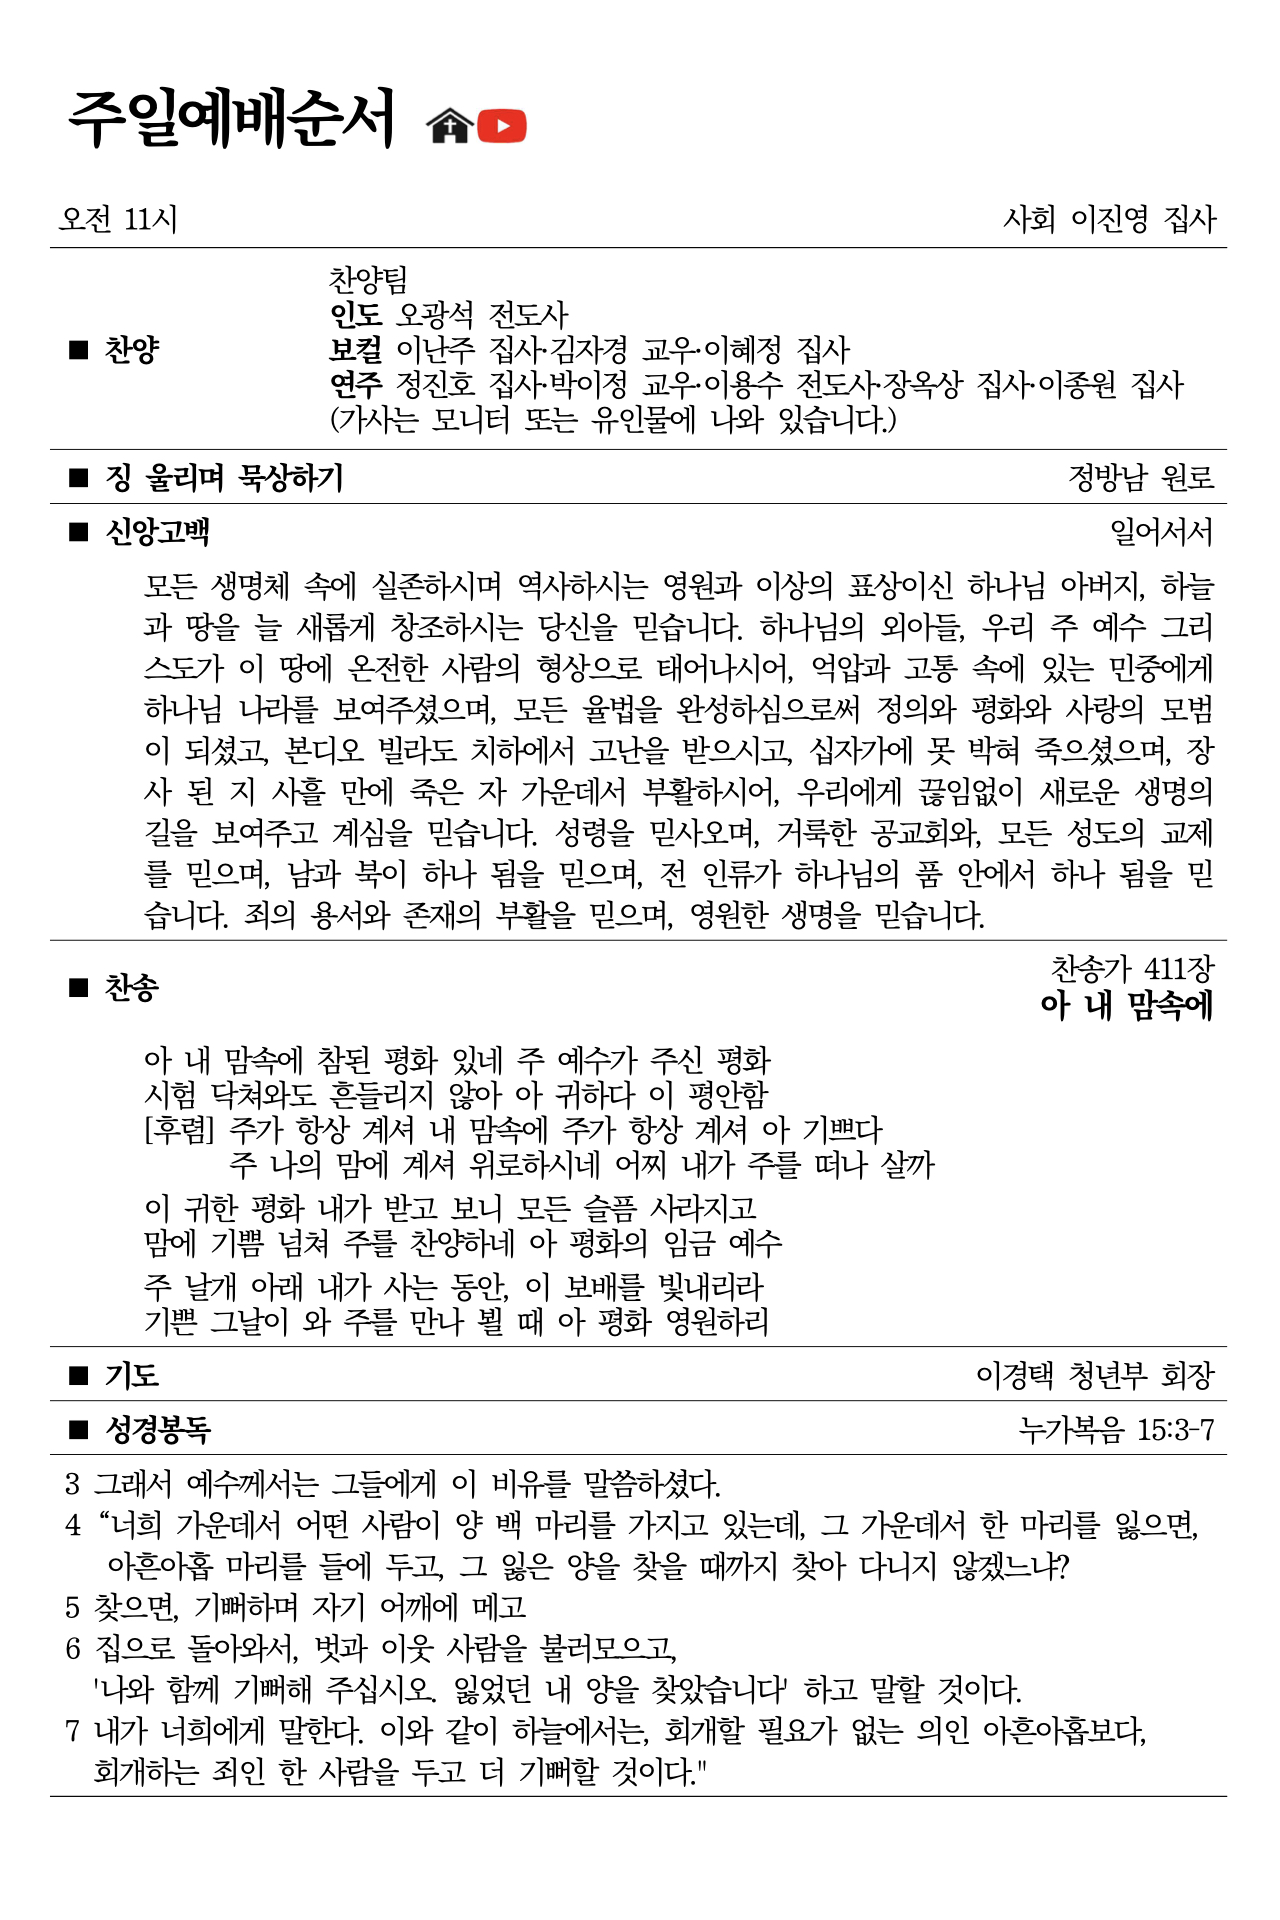 주일예배순서
오전 11시 사회 이진영 집사
찬양팀
인도 오광석 전도사
■ 찬양 보컬 이난주 집사·김자경 교우·이혜정 집사
연주 정진호 집사·박이정 교우·이용수 전도사·장옥상 집사·이종원 집사
(가사는 모니터 또는 유인물에 나와 있습니다.)
■ 징 울리며 묵상하기 정방남 원로
■ 신앙고백 일어서서
모든 생명체 속에 실존하시며 역사하시는 영원과 이상의 표상이신 하나님 아버지, 하늘
과 땅을 늘 새롭게 창조하시는 당신을 믿습니다. 하나님의 외아들, 우리 주 예수 그리
스도가 이 땅에 온전한 사람의 형상으로 태어나시어, 억압과 고통 속에 있는 민중에게
하나님 나라를 보여주셨으며, 모든 율법을 완성하심으로써 정의와 평화와 사랑의 모범
이 되셨고, 본디오 빌라도 치하에서 고난을 받으시고, 십자가에 못 박혀 죽으셨으며, 장
사 된 지 사흘 만에 죽은 자 가운데서 부활하시어, 우리에게 끊임없이 새로운 생명의
길을 보여주고 계심을 믿습니다. 성령을 믿사오며, 거룩한 공교회와, 모든 성도의 교제
를 믿으며, 남과 북이 하나 됨을 믿으며, 전 인류가 하나님의 품 안에서 하나 됨을 믿
습니다. 죄의 용서와 존재의 부활을 믿으며, 영원한 생명을 믿습니다.
찬송가 411장
■ 찬송 아 내 맘속에
아 내 맘속에 참된 평화 있네 주 예수가 주신 평화
시험 닥쳐와도 흔들리지 않아 아 귀하다 이 평안함
[후렴] 주가 항상 계셔 내 맘속에 주가 항상 계셔 아 기쁘다
주 나의 맘에 계셔 위로하시네 어찌 내가 주를 떠나 살까
이 귀한 평화 내가 받고 보니 모든 슬픔 사라지고
맘에 기쁨 넘쳐 주를 찬양하네 아 평화의 임금 예수
주 날개 아래 내가 사는 동안, 이 보배를 빛내리라
기쁜 그날이 와 주를 만나 뵐 때 아 평화 영원하리
■ 기도 이경택 청년부 회장
■ 성경봉독 누가복음 15:3-7
3 그래서 예수께서는 그들에게 이 비유를 말씀하셨다.
4 “너희 가운데서 어떤 사람이 양 백 마리를 가지고 있는데, 그 가운데서 한 마리를 잃으면,
아흔아홉 마리를 들에 두고, 그 잃은 양을 찾을 때까지 찾아 다니지 않겠느냐?
5 찾으면, 기뻐하며 자기 어깨에 메고
6 집으로 돌아와서, 벗과 이웃 사람을 불러모으고,
'나와 함께 기뻐해 주십시오. 잃었던 내 양을 찾았습니다' 하고 말할 것이다.
7 내가 너희에게 말한다. 이와 같이 하늘에서는, 회개할 필요가 없는 의인 아흔아홉보다,
회개하는 죄인 한 사람을 두고 더 기뻐할 것이다."